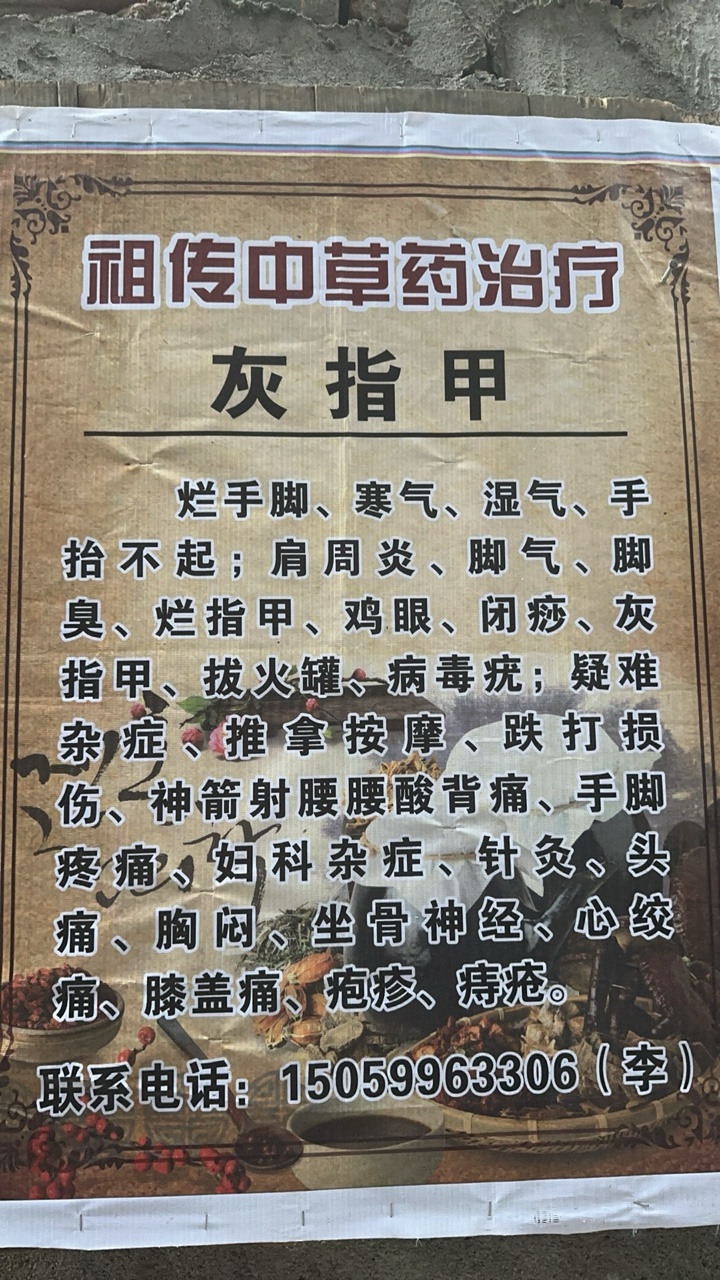 祖传中草药治疗
灰指甲
烂手脚、寒气、湿气、手
抬不起；肩周炎、脚气、脚
臭、烂指甲、鸡眼、闭痧、灰
指甲、拔火罐、病毒疣；疑难
杂症、推拿按摩、跌打损
伤、神箭射腰腰酸背痛、手脚
疼痛、妇科杂症、针灸、头
痛、胸闷、坐骨神经、心绞
痛、膝盖痛、疱疹、痔疮。
联系电话：15059963306（李）